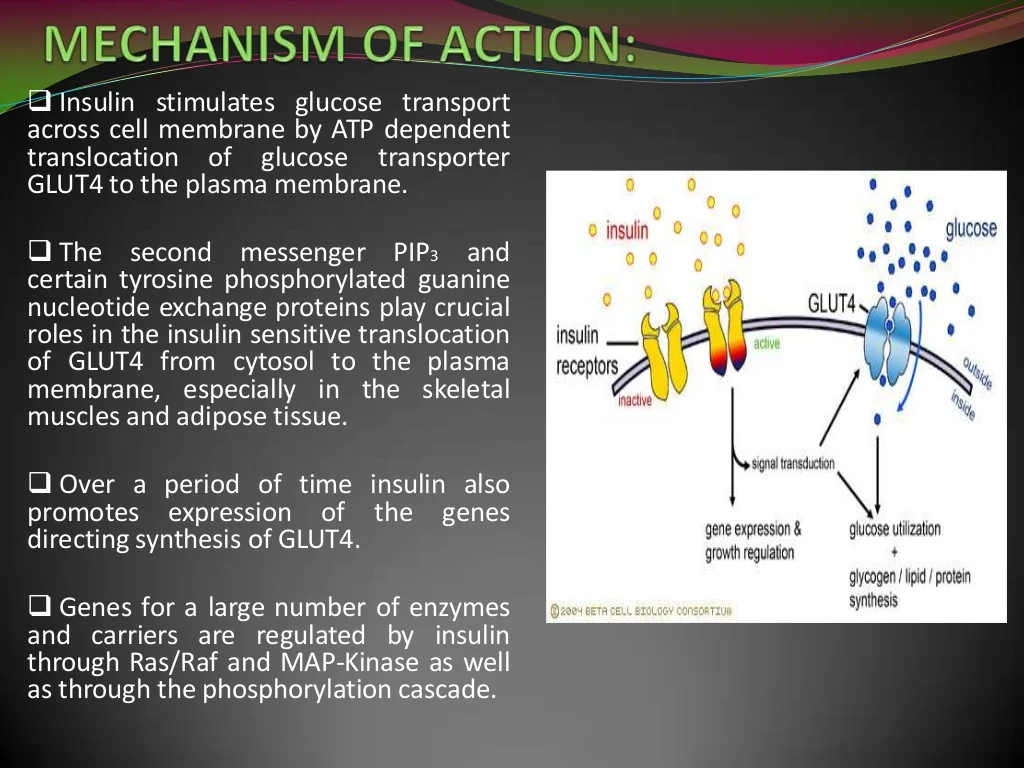 MECHANISM OF ACTION:
❑ Insulin stimulates glucose transport
across cell membrane by ATP dependent
translocation of glucose transporter
GLUT4 to the plasma membrane.
❑ The second messenger PIP₃ and
certain tyrosine phosphorylated guanine
nucleotide exchange proteins play crucial
roles in the insulin sensitive translocation
of GLUT4 from cytosol to the plasma
membrane, especially in the skeletal
muscles and adipose tissue.
❑ Over a period of time insulin also
promotes expression of the genes
directing synthesis of GLUT4.
❑ Genes for a large number of enzymes
and carriers are regulated by insulin
through Ras/Raf and MAP-Kinase as well
as through the phosphorylation cascade.
insulin
glucose
GLUT4
insulin
receptors
active
inactive
outside
inside
signal transduction
gene expression &
growth regulation
glucose utilization
+
glycogen / lipid / protein
synthesis
©2004 BETA CELL BIOLOGY CONSORTIUM